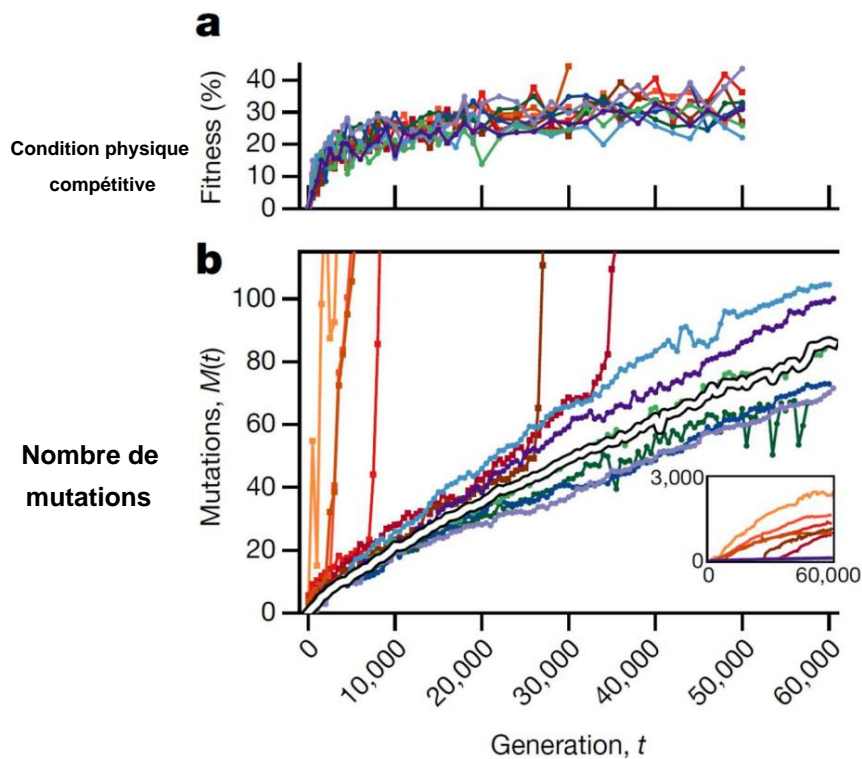 a
Condition physique
compétitive
Fitness (%)
40
30
20
10
0
b
Nombre de
mutations
Mutations, M(t)
100
80
60
40
20
0
3,000
0
0
60,000
0
10,000
20,000
30,000
40,000
50,000
60,000
Generation, t